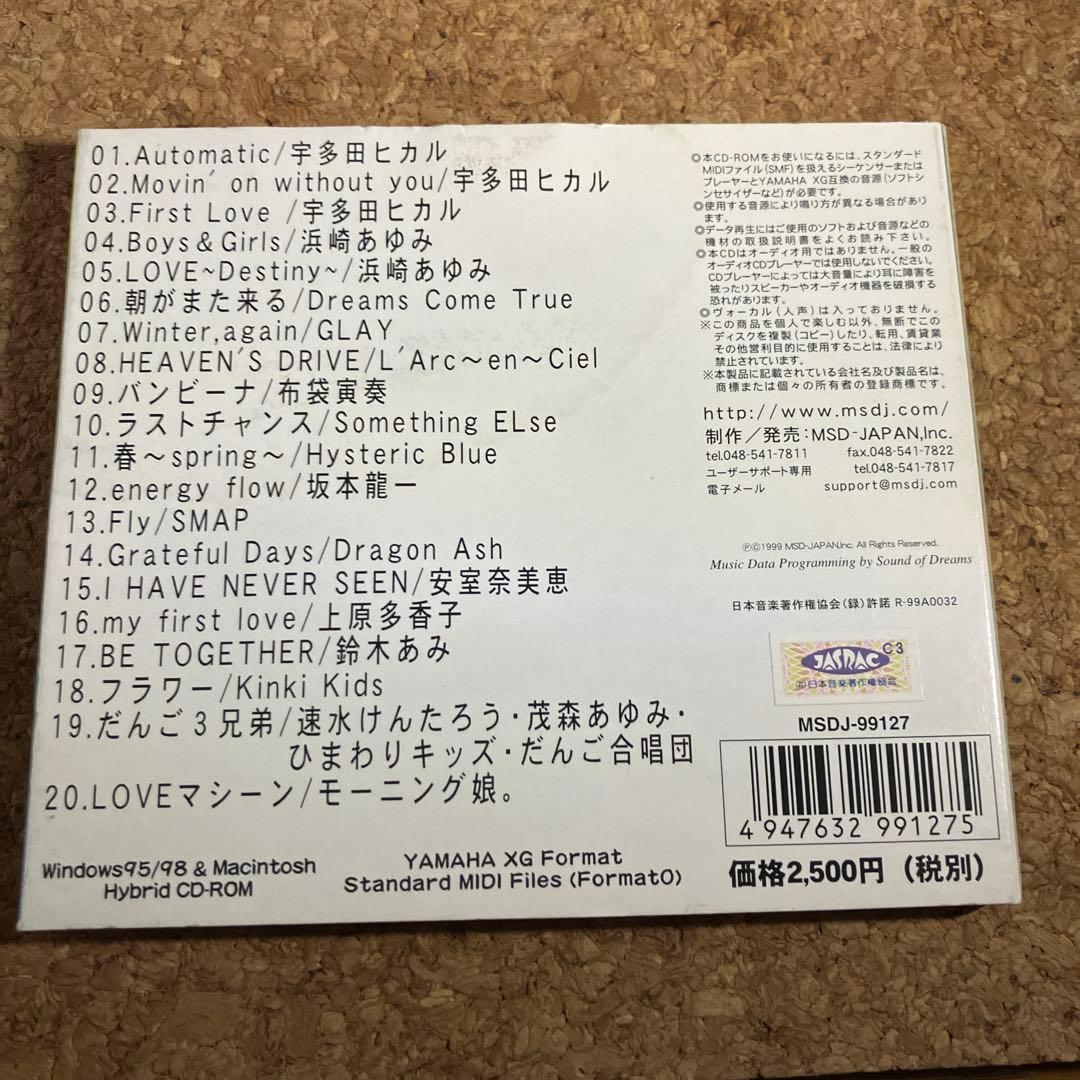 01.Automatic/宇多田ヒカル
02.Movin' on without you/宇多田ヒカル
03.First Love /宇多田ヒカル
04.Boys&Girls/浜崎あゆみ
05.LOVE~Destiny~/浜崎あゆみ
06.朝がまた来る/Dreams Come True
07.Winter,again/GLAY
08.HEAVEN'S DRIVE/L'Arc〜en〜Ciel
09.バンビーナ/布袋寅奏
10.ラストチャンス/Something ELse
11.春〜spring〜/Hysteric Blue
12.energy flow/坂本龍一
13.Fly/SMAP
14.Grateful Days/Dragon Ash
15.I HAVE NEVER SEEN/安室奈美恵
16.my first love/上原多香子
17.BE TOGETHER/鈴木あみ
18.フラワー/Kinki Kids
19.だんご3兄弟/速水けんたろう・茂森あゆみ・
ひまわりキッズ・だんご合唱団
20.LOVEマシーン/モーニング娘。
Windows95/98 & Macintosh
Hybrid CD-ROM
YAMAHA XG Format
Standard MIDI Files (Format0)
◎本CD-ROMをお使いになるには、スタンダード
MIDIファイル(SMF)を扱えるシーケンサーまたは
プレーヤーとYAMAHA XG互換の音源(ソフトシ
ンセサイザーなど)が必要です。
◎使用する音源により鳴り方が異なる場合があり
ます。
◎データ再生にはご使用のソフトおよび音源などの
機材の取扱説明書をよくお読み下さい。
◎本CDはオーディオ用ではありません。一般の
オーディオCDプレーヤーでは使用しないでください。
CDプレーヤーによっては大音量により耳に障害を
被ったりスピーカーやオーディオ機器を破損する
恐れがあります。
◎ヴォーカル(人声)は入っておりません。
※この商品を個人で楽しむ以外、無断でこの
ディスクを複製(コピー)したり、転用、賃貸業
その他営利目的に使用することは、法律により
禁止されています。
※本製品に記載されている会社名及び製品名は、
商標または個々の所有者の登録商標です。
http://www.msdj.com/
制作/発売:MSD-JAPAN,Inc.
tel.048-541-7811 fax.048-541-7822
ユーザーサポート専用 tel.048-541-7817
電子メール support@msdj.com
Ⓟ©1999 MSD-JAPAN,Inc. All Rights Reserved.
Music Data Programming by Sound of Dreams
日本音楽著作権協会(録)許諾 R-99A0032
C3
JASRAC
日本音楽著作権協会
MSDJ-99127
4 947632 991275
価格2,500円(税別)